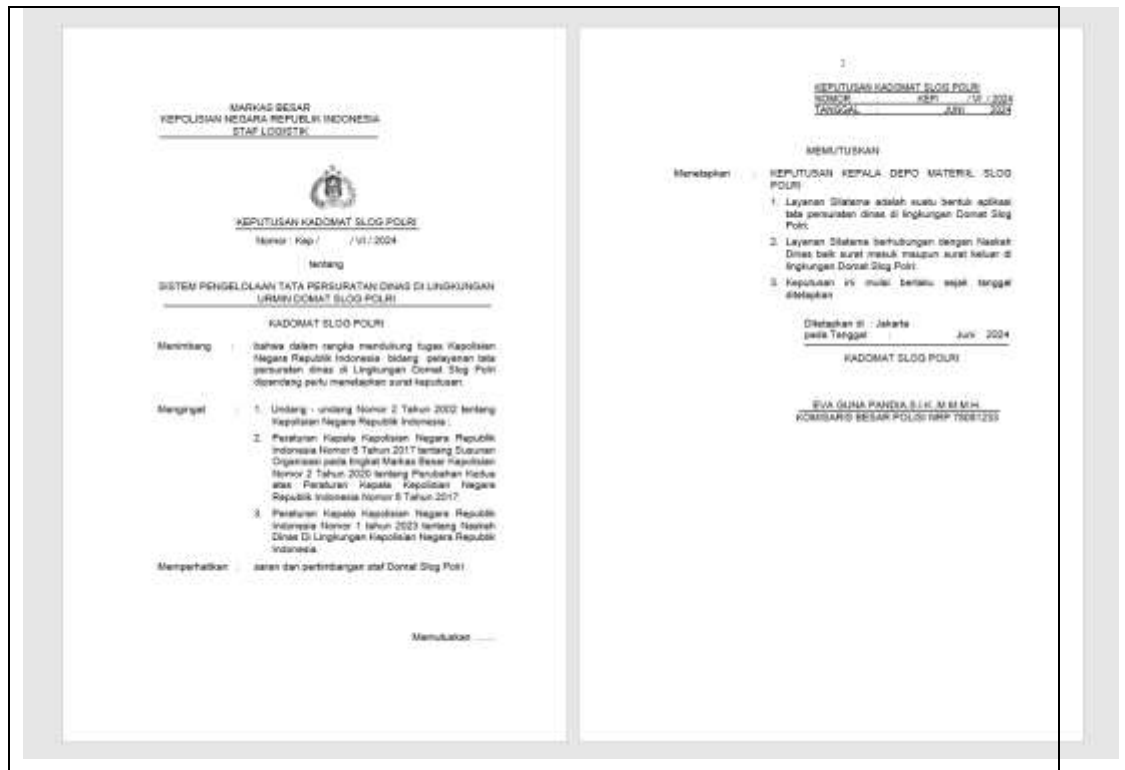 MARKAS BESAR
KEPOLISIAN NEGARA REPUBLIK INDONESIA
STAF LOGISTIK
KEPUTUSAN KADOMAT SLOG POLRI
Nomor : Kep / / VI / 2024
tentang
SISTEM PENGELOLAAN TATA PERSURATAN DINAS DI LINGKUNGAN
URMIN DOMAT SLOG POLRI
KADOMAT SLOG POLRI
Menimbang : bahwa dalam rangka mendukung tugas Kepolisian
Negara Republik Indonesia bidang pelayanan tata
persuratan dinas di Lingkungan Domat Slog Polri
dipandang perlu menetapkan surat keputusan.
Mengingat : 1. Undang - undang Nomor 2 Tahun 2002 tentang
Kepolisian Negara Republik Indonesia ;
2. Peraturan Kepala Kepolisian Negara Republik
Indonesia Nomor 6 Tahun 2017 tentang Susunan
Organisasi pada tingkat Markas Besar Kepolisian
Nomor 2 Tahun 2020 tentang Perubahan Kedua
atas Peraturan Kepala Kepolisian Negara
Republik Indonesia Nomor 6 Tahun 2017.
3. Peraturan Kepala Kepolisian Negara Republik
Indonesia Nomor 1 tahun 2023 tentang Naskah
Dinas Di Lingkungan Kepolisian Negara Republik
Indonesia.
Memperhatikan : saran dan pertimbangan staf Domat Slog Polri
Memutuskan ......
2
KEPUTUSAN KADOMAT SLOG POLRI
NOMOR : KEP/ / VI / 2024
TANGGAL : JUNI 2024
MEMUTUSKAN
Menetapkan : KEPUTUSAN KEPALA DEPO MATERIIL SLOG
POLRI
1. Layanan Silatama adalah suatu bentuk aplikasi
tata persuratan dinas di lingkungan Domat Slog
Polri.
2. Layanan Silatama berhubungan dengan Naskah
Dinas baik surat masuk maupun surat keluar di
lingkungan Domat Slog Polri.
3. Keputusan ini mulai berlaku sejak tanggal
ditetapkan
Ditetapkan di : Jakarta
pada Tanggal : Juni 2024
KADOMAT SLOG POLRI
EVA GUNA PANDIA,S.I.K.,M.M.M.H.
KOMISARIS BESAR POLISI NRP